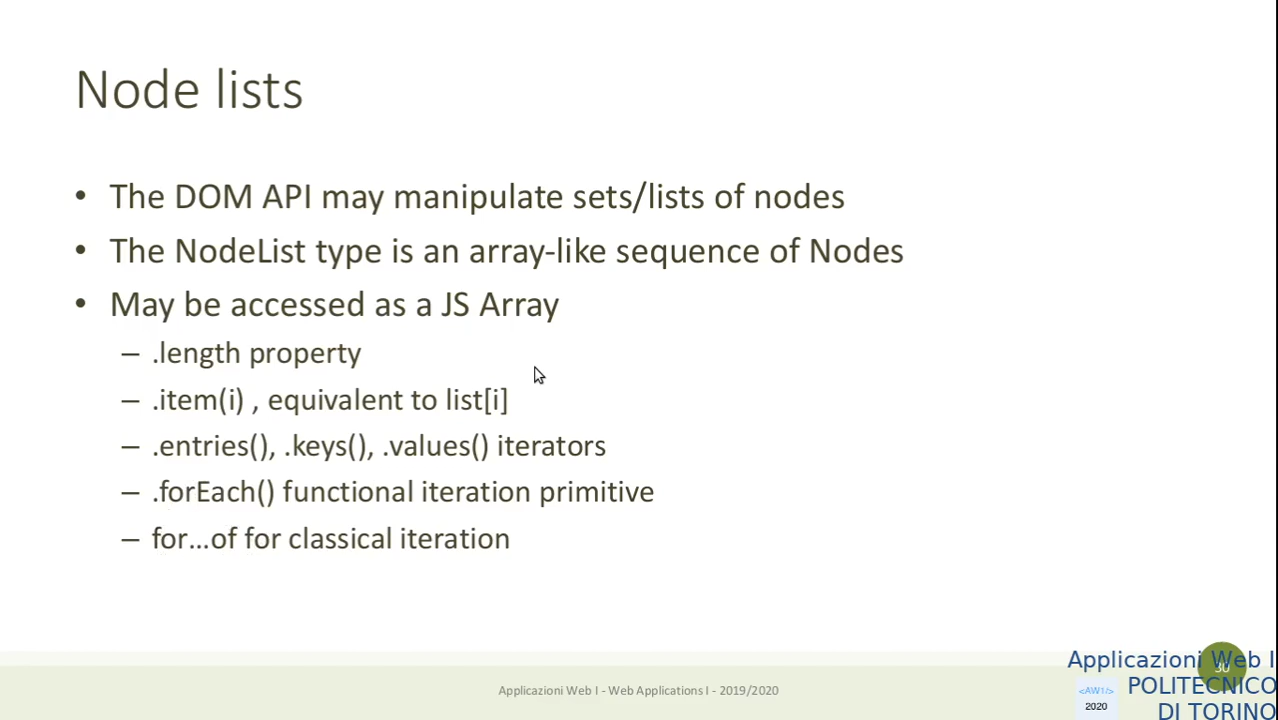 Node lists
• The DOM API may manipulate sets/lists of nodes
• The NodeList type is an array-like sequence of Nodes
• May be accessed as a JS Array
– .length property
– .item(i) , equivalent to list[i]
– .entries(), .keys(), .values() iterators
– .forEach() functional iteration primitive
– for…of for classical iteration
Applicazioni Web I - Web Applications I - 2019/2020
30
Applicazioni Web I
POLITECNICO
DI TORINO
<AW1/>
2020